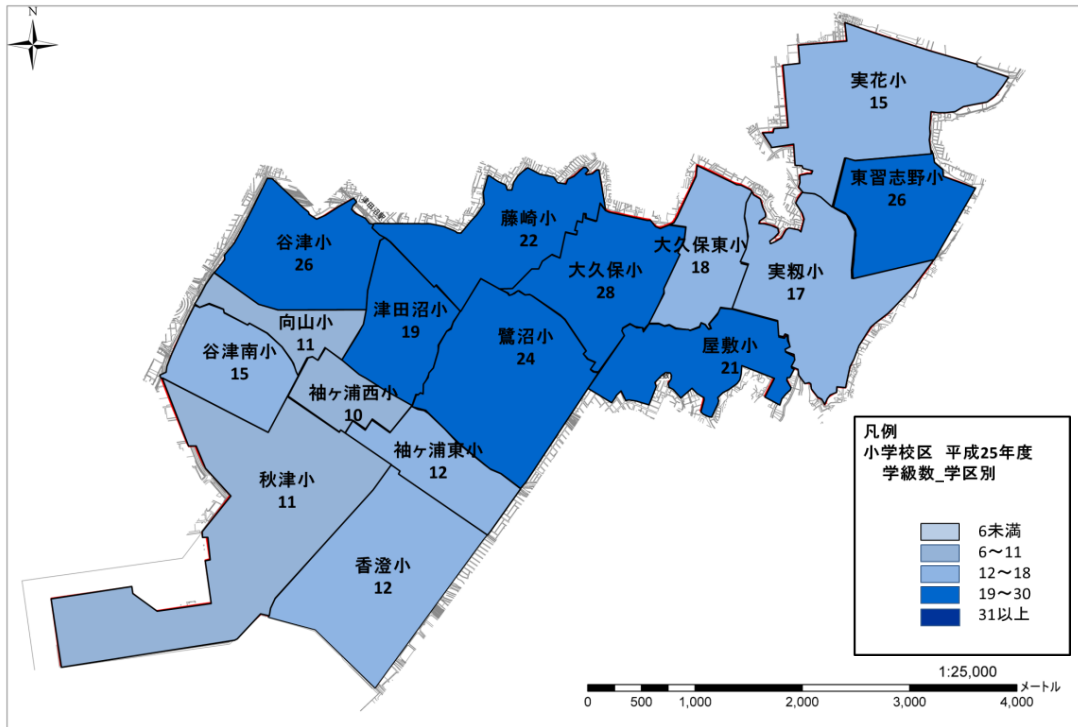 N
実花小
15
東習志野小
26
藤崎小
22
谷津小
26
大久保東小
18
大久保小
28
実籾小
17
津田沼小
19
向山小
11
鷺沼小
24
谷津南小
15
屋敷小
21
袖ヶ浦西小
10
袖ヶ浦東小
12
秋津小
11
香澄小
12
凡例
小学校区 平成25年度
学級数_学区別
6未満
6～11
12～18
19～30
31以上
1:25,000
メートル
0 500 1,000 2,000 3,000 4,000